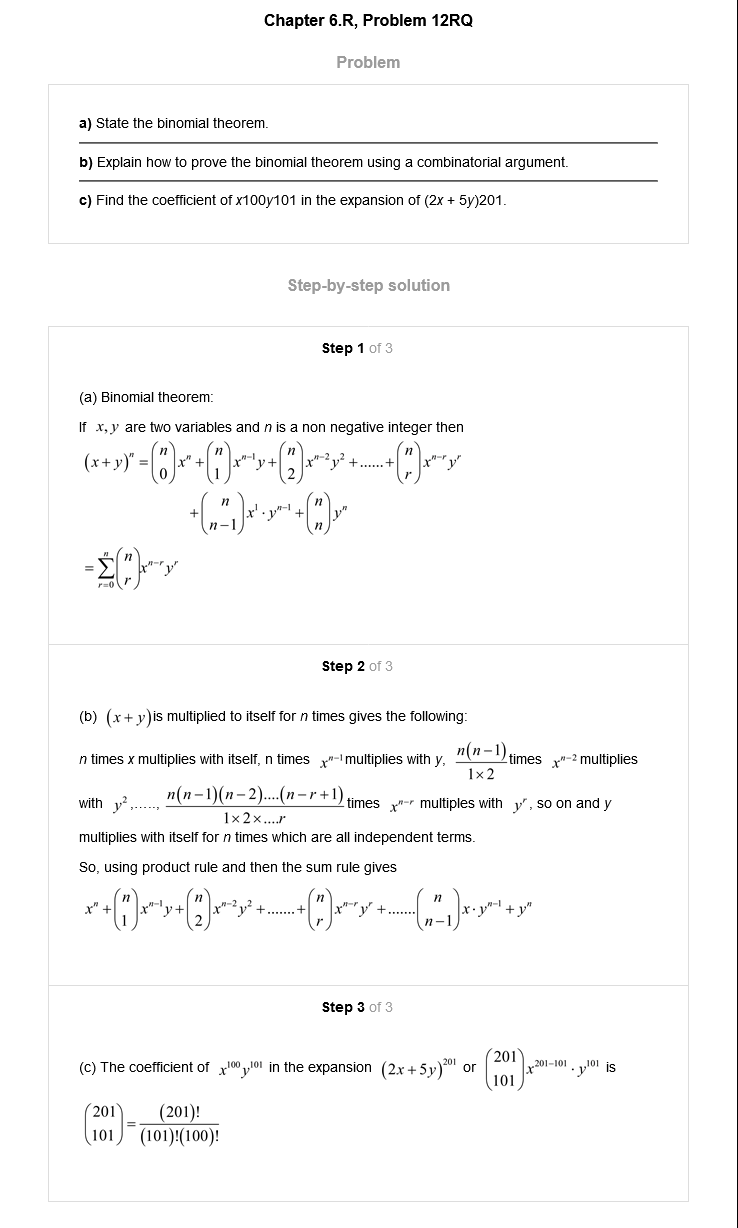 Chapter 6.R, Problem 12RQ
Problem
a) State the binomial theorem.
b) Explain how to prove the binomial theorem using a combinatorial argument.
c) Find the coefficient of x100y101 in the expansion of (2x + 5y)201.
Step-by-step solution
Step 1 of 3
(a) Binomial theorem:
If x, y are two variables and n is a non negative integer then
(x+y)^n = \binom{n}{0}x^n + \binom{n}{1}x^{n-1}y + \binom{n}{2}x^{n-2}y^2 + ...... + \binom{n}{r}x^{n-r}y^r
+ \binom{n}{n-1}x^1 · y^{n-1} + \binom{n}{n}y^n
= \sum_{r=0}^{n} \binom{n}{r}x^{n-r}y^r
Step 2 of 3
(b) (x+y) is multiplied to itself for n times gives the following:
n times x multiplies with itself, n times x^{n-1} multiplies with y, \frac{n(n-1)}{1×2} times x^{n-2} multiplies
with y^2,....., \frac{n(n-1)(n-2)....(n-r+1)}{1×2×....r} times x^{n-r} multiples with y^r, so on and y
multiplies with itself for n times which are all independent terms.
So, using product rule and then the sum rule gives
x^n + \binom{n}{1}x^{n-1}y + \binom{n}{2}x^{n-2}y^2 + ....... + \binom{n}{r}x^{n-r}y^r + ....... \binom{n}{n-1}x · y^{n-1} + y^n
Step 3 of 3
(c) The coefficient of x^{100}y^{101} in the expansion (2x+5y)^{201} or \binom{201}{101}x^{201-101} · y^{101} is
\binom{201}{101} = \frac{(201)!}{(101)!(100)!}